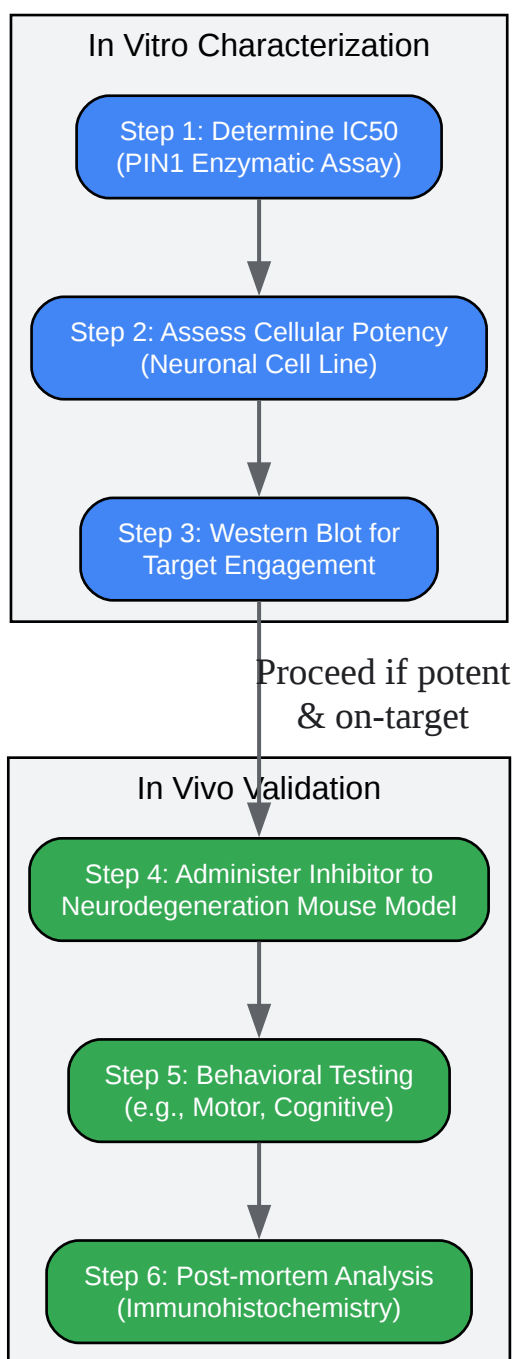 In Vitro Characterization
Step 1: Determine IC50
(PIN1 Enzymatic Assay)
Step 2: Assess Cellular Potency
(Neuronal Cell Line)
Step 3: Western Blot for
Target Engagement
Proceed if potent
& on-target
In Vivo Validation
Step 4: Administer Inhibitor to
Neurodegeneration Mouse Model
Step 5: Behavioral Testing
(e.g., Motor, Cognitive)
Step 6: Post-mortem Analysis
(Immunohistochemistry)